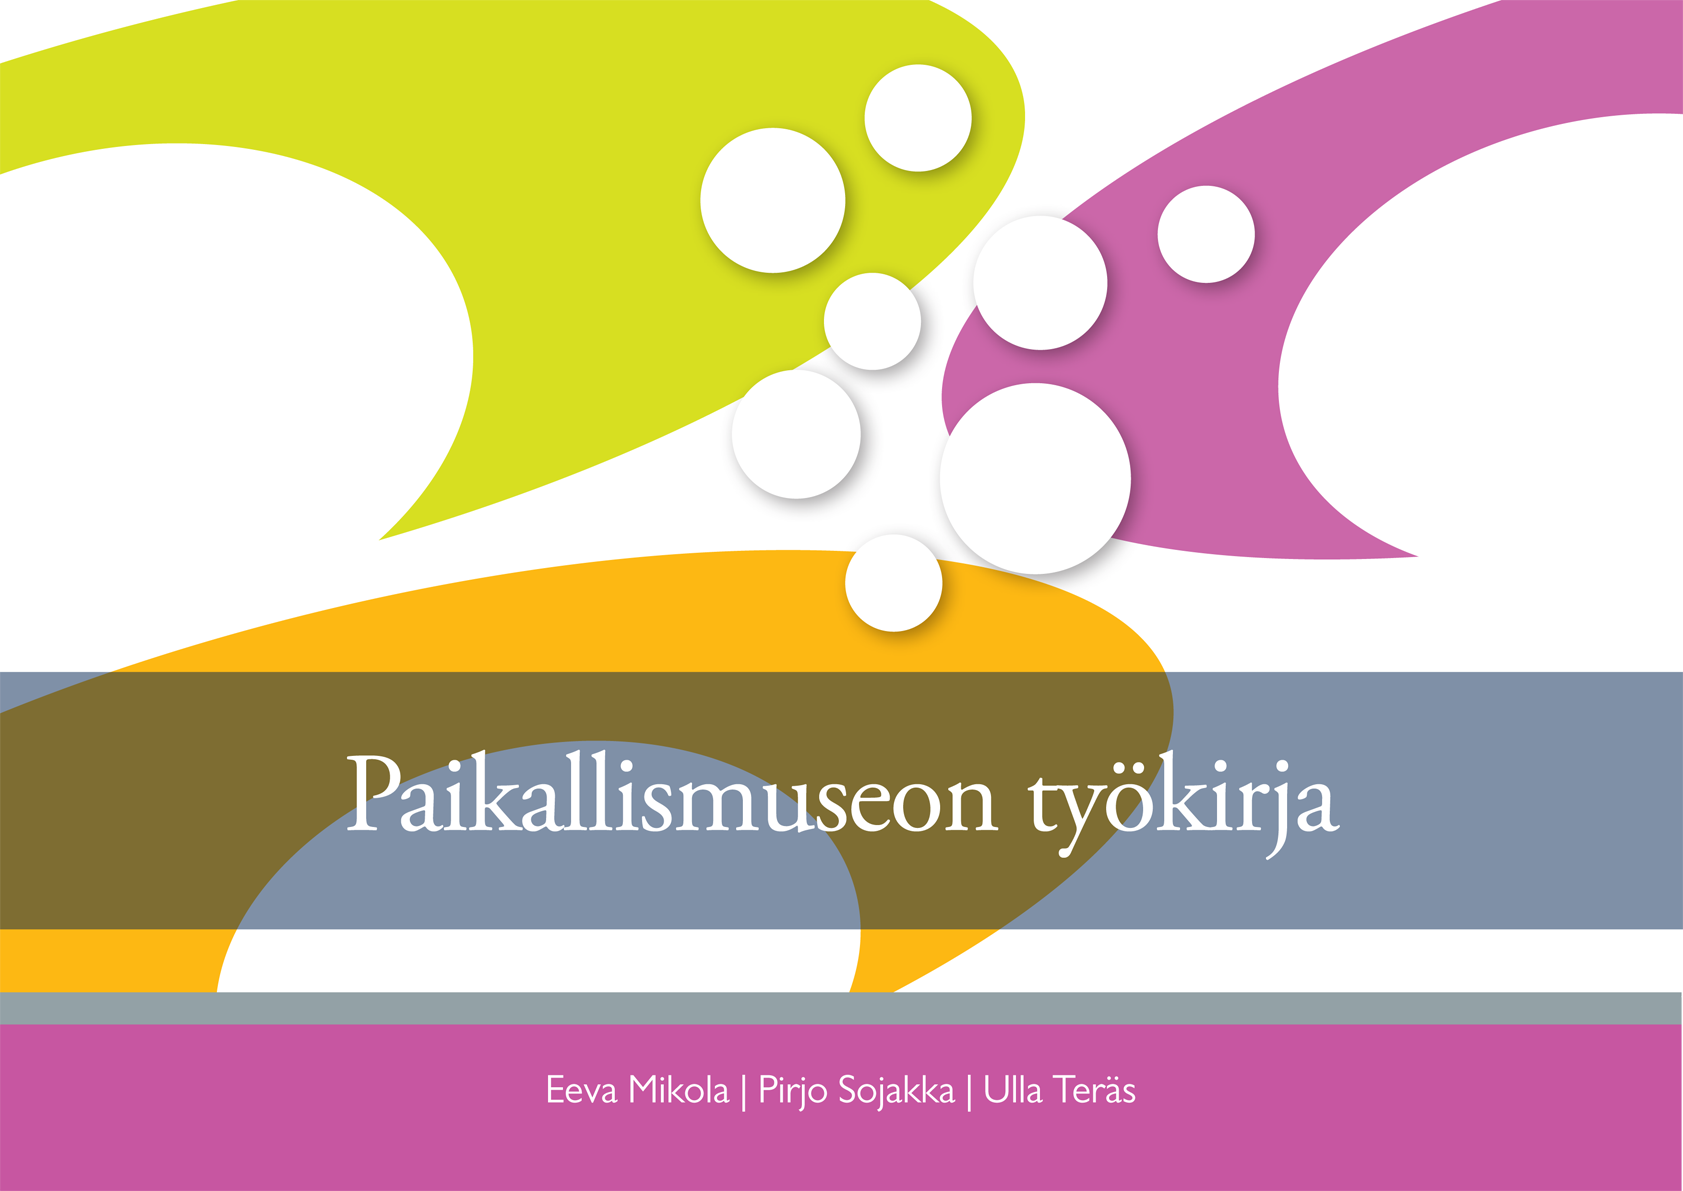 Paikallismuseon työkirja
Eeva Mikola | Pirjo Sojakka | Ulla Teräs